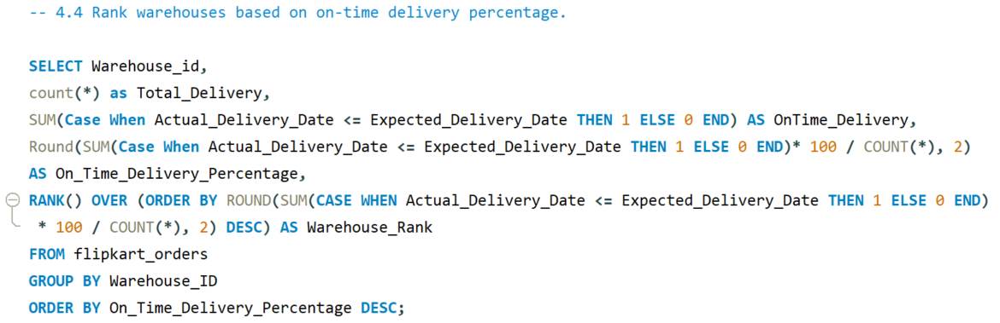 -- 4.4 Rank warehouses based on on-time delivery percentage.
SELECT Warehouse_id,
count(*) as Total_Delivery,
SUM(Case When Actual_Delivery_Date <= Expected_Delivery_Date THEN 1 ELSE 0 END) AS OnTime_Delivery,
Round(SUM(Case When Actual_Delivery_Date <= Expected_Delivery_Date THEN 1 ELSE 0 END)* 100 / COUNT(*), 2)
AS On_Time_Delivery_Percentage,
RANK() OVER (ORDER BY ROUND(SUM(CASE WHEN Actual_Delivery_Date <= Expected_Delivery_Date THEN 1 ELSE 0 END)
* 100 / COUNT(*), 2) DESC) AS Warehouse_Rank
FROM flipkart_orders
GROUP BY Warehouse_ID
ORDER BY On_Time_Delivery_Percentage DESC;